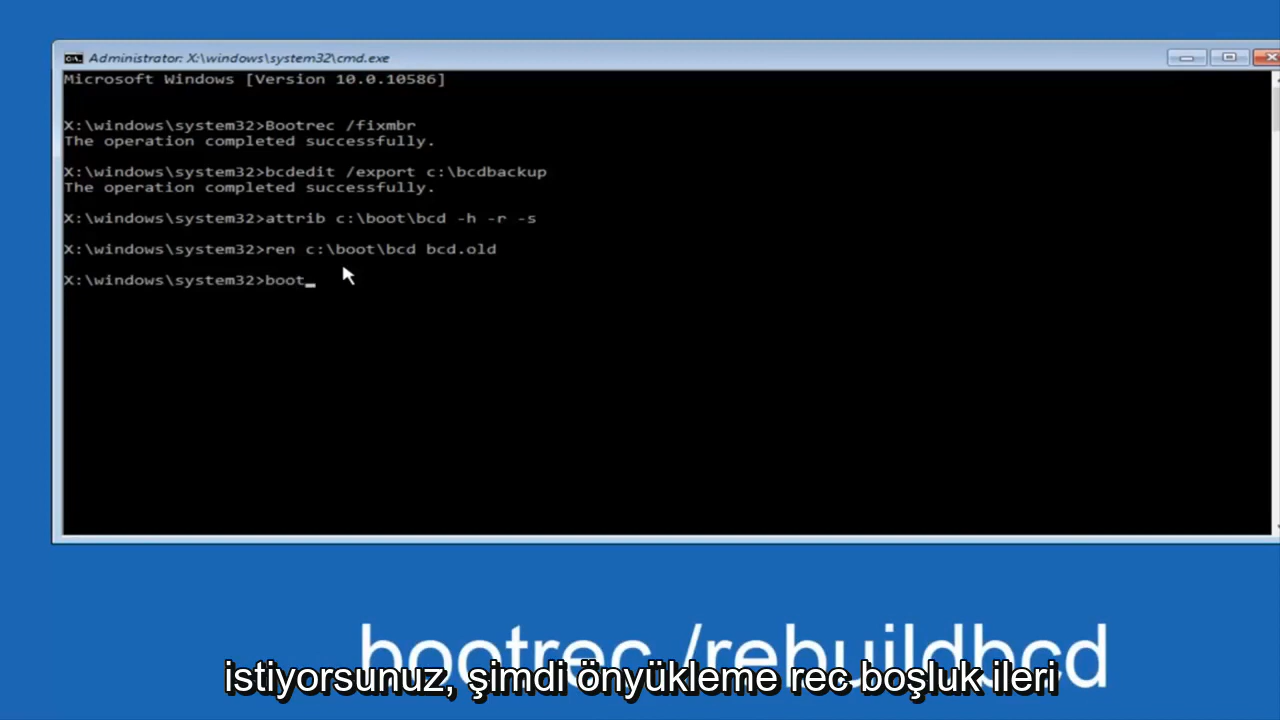 Administrator: X:\windows\system32\cmd.exe
Microsoft Windows [Version 10.0.10586]
X:\windows\system32>Bootrec /fixmbr
The operation completed successfully.
X:\windows\system32>bcdedit /export c:\bcdbackup
The operation completed successfully.
X:\windows\system32>attrib c:\boot\bcd -h -r -s
X:\windows\system32>ren c:\boot\bcd bcd.old
X:\windows\system32>boot_
bootrec /rebuildbcd
istiyorsunuz, şimdi önyükleme rec boşluk ileri